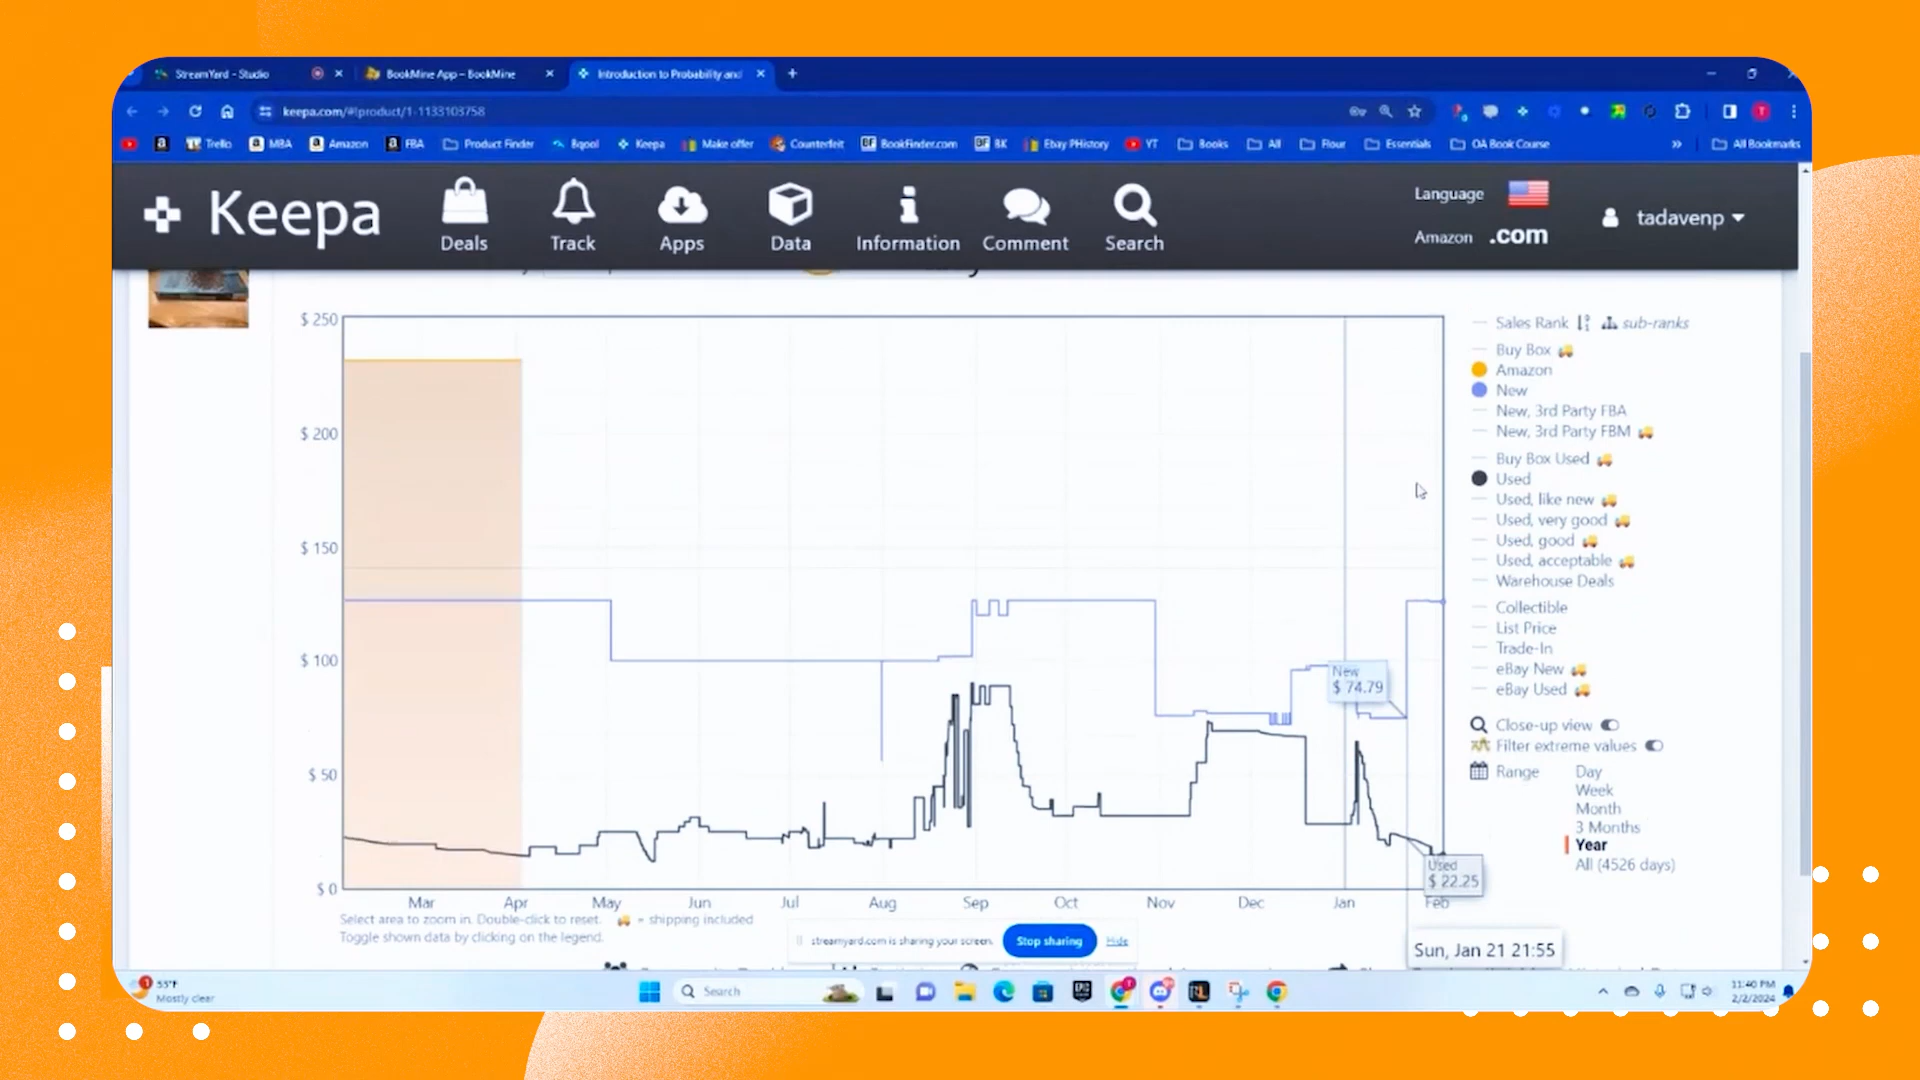 StreamYard - Studio
BookMine App – BookMine
Introduction to Probability and
keepa.com/#!product/1-1133103758
Trello MBA Amazon FBA Product Finder Bqool Keepa Make offer Counterfeit BookFinder.com BK Ebay PHistory YT Books All Flour Essentials OA Book Course » All Bookmarks
Keepa
Deals
Track
Apps
Data
Information
Comment
Search
Language
Amazon .com
tadavenp
$ 250
$ 200
$ 150
$ 100
$ 50
$ 0
New
$ 74.79
Used
$ 22.25
Mar Apr May Jun Jul Aug Sep Oct Nov Dec Jan Feb
Sun, Jan 21 21:55
Sales Rank sub-ranks
Buy Box
Amazon
New
New, 3rd Party FBA
New, 3rd Party FBM
Buy Box Used
Used
Used, like new
Used, very good
Used, good
Used, acceptable
Warehouse Deals
Collectible
List Price
Trade-In
eBay New
eBay Used
Close-up view
Filter extreme values
Range
Day
Week
Month
3 Months
Year
All (4526 days)
Select area to zoom in. Double-click to reset. = shipping included
Toggle shown data by clicking on the legend.
streamyard.com is sharing your screen. Stop sharing Hide
55°F
Mostly clear
Search
11:40 PM
2/2/2024